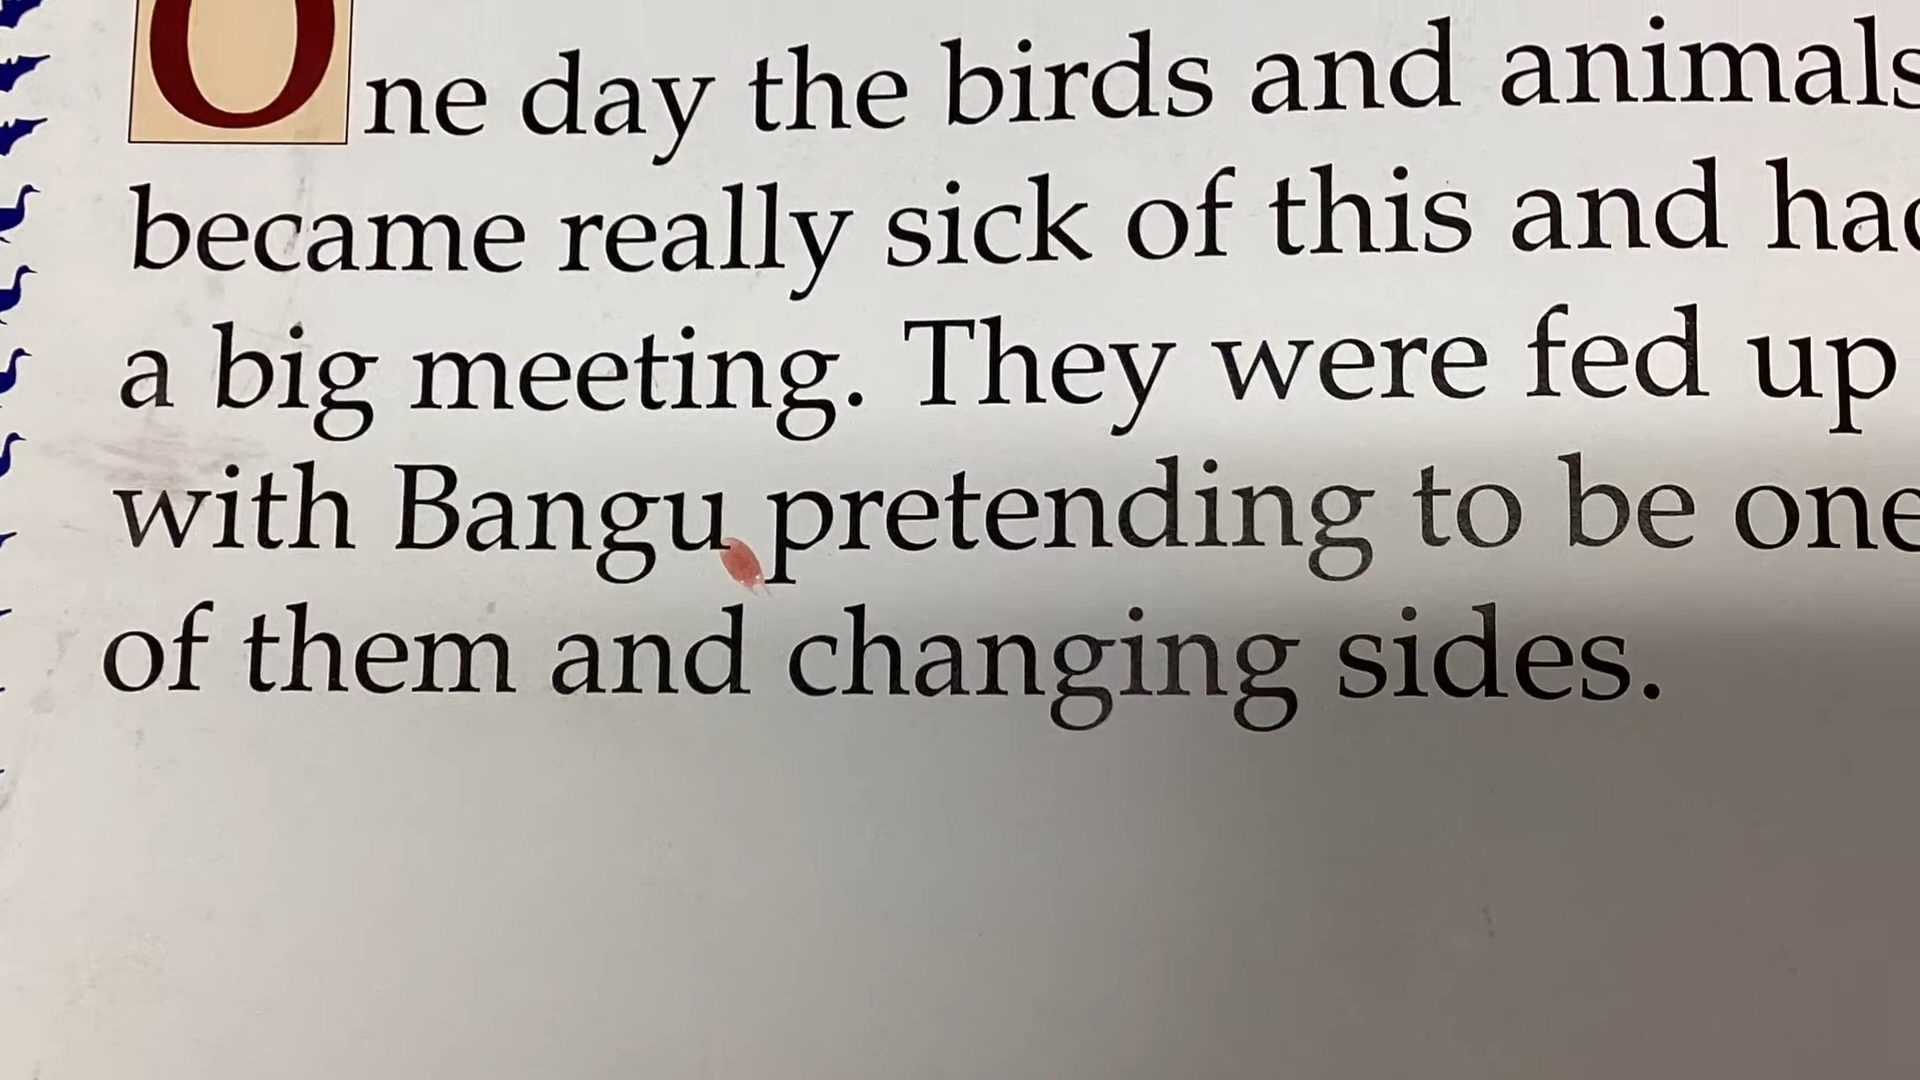 One day the birds and animals
became really sick of this and had
a big meeting. They were fed up
with Bangu pretending to be one
of them and changing sides.